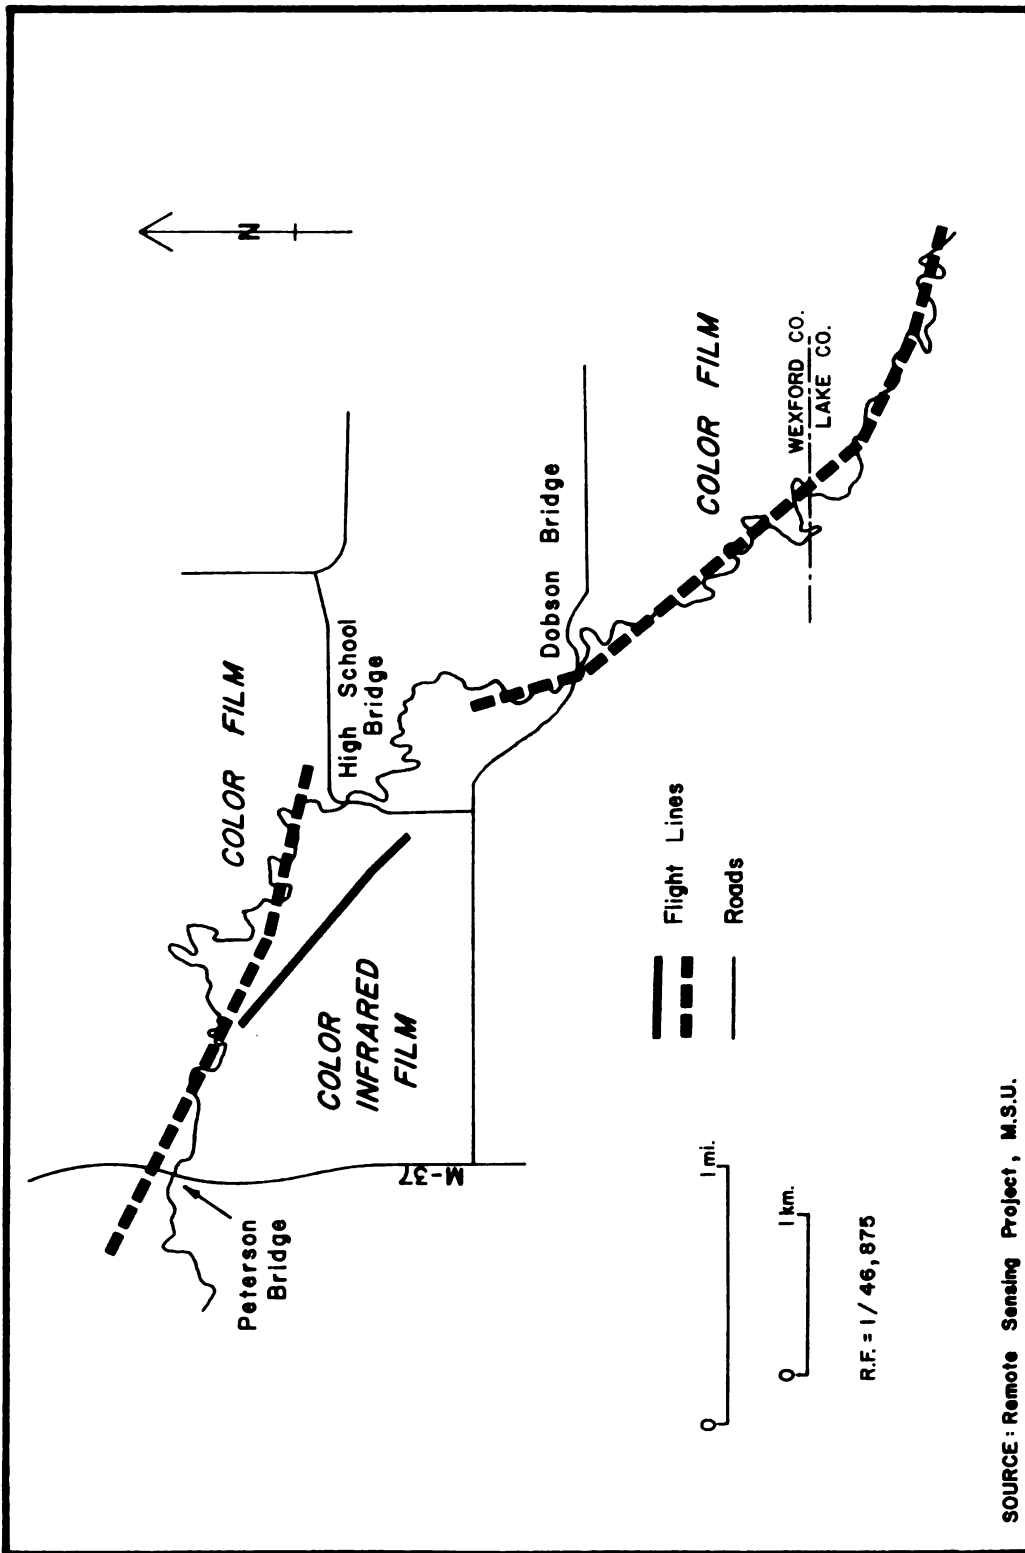 N
COLOR FILM
High School
Bridge
Dobson Bridge
COLOR FILM
WEXFORD CO.
LAKE CO.
COLOR
INFRARED
FILM
M-37
Peterson
Bridge
Flight Lines
Roads
0 1 mi.
0 1 km.
R.F. = 1/46,875
SOURCE: Remote Sensing Project, M.S.U.